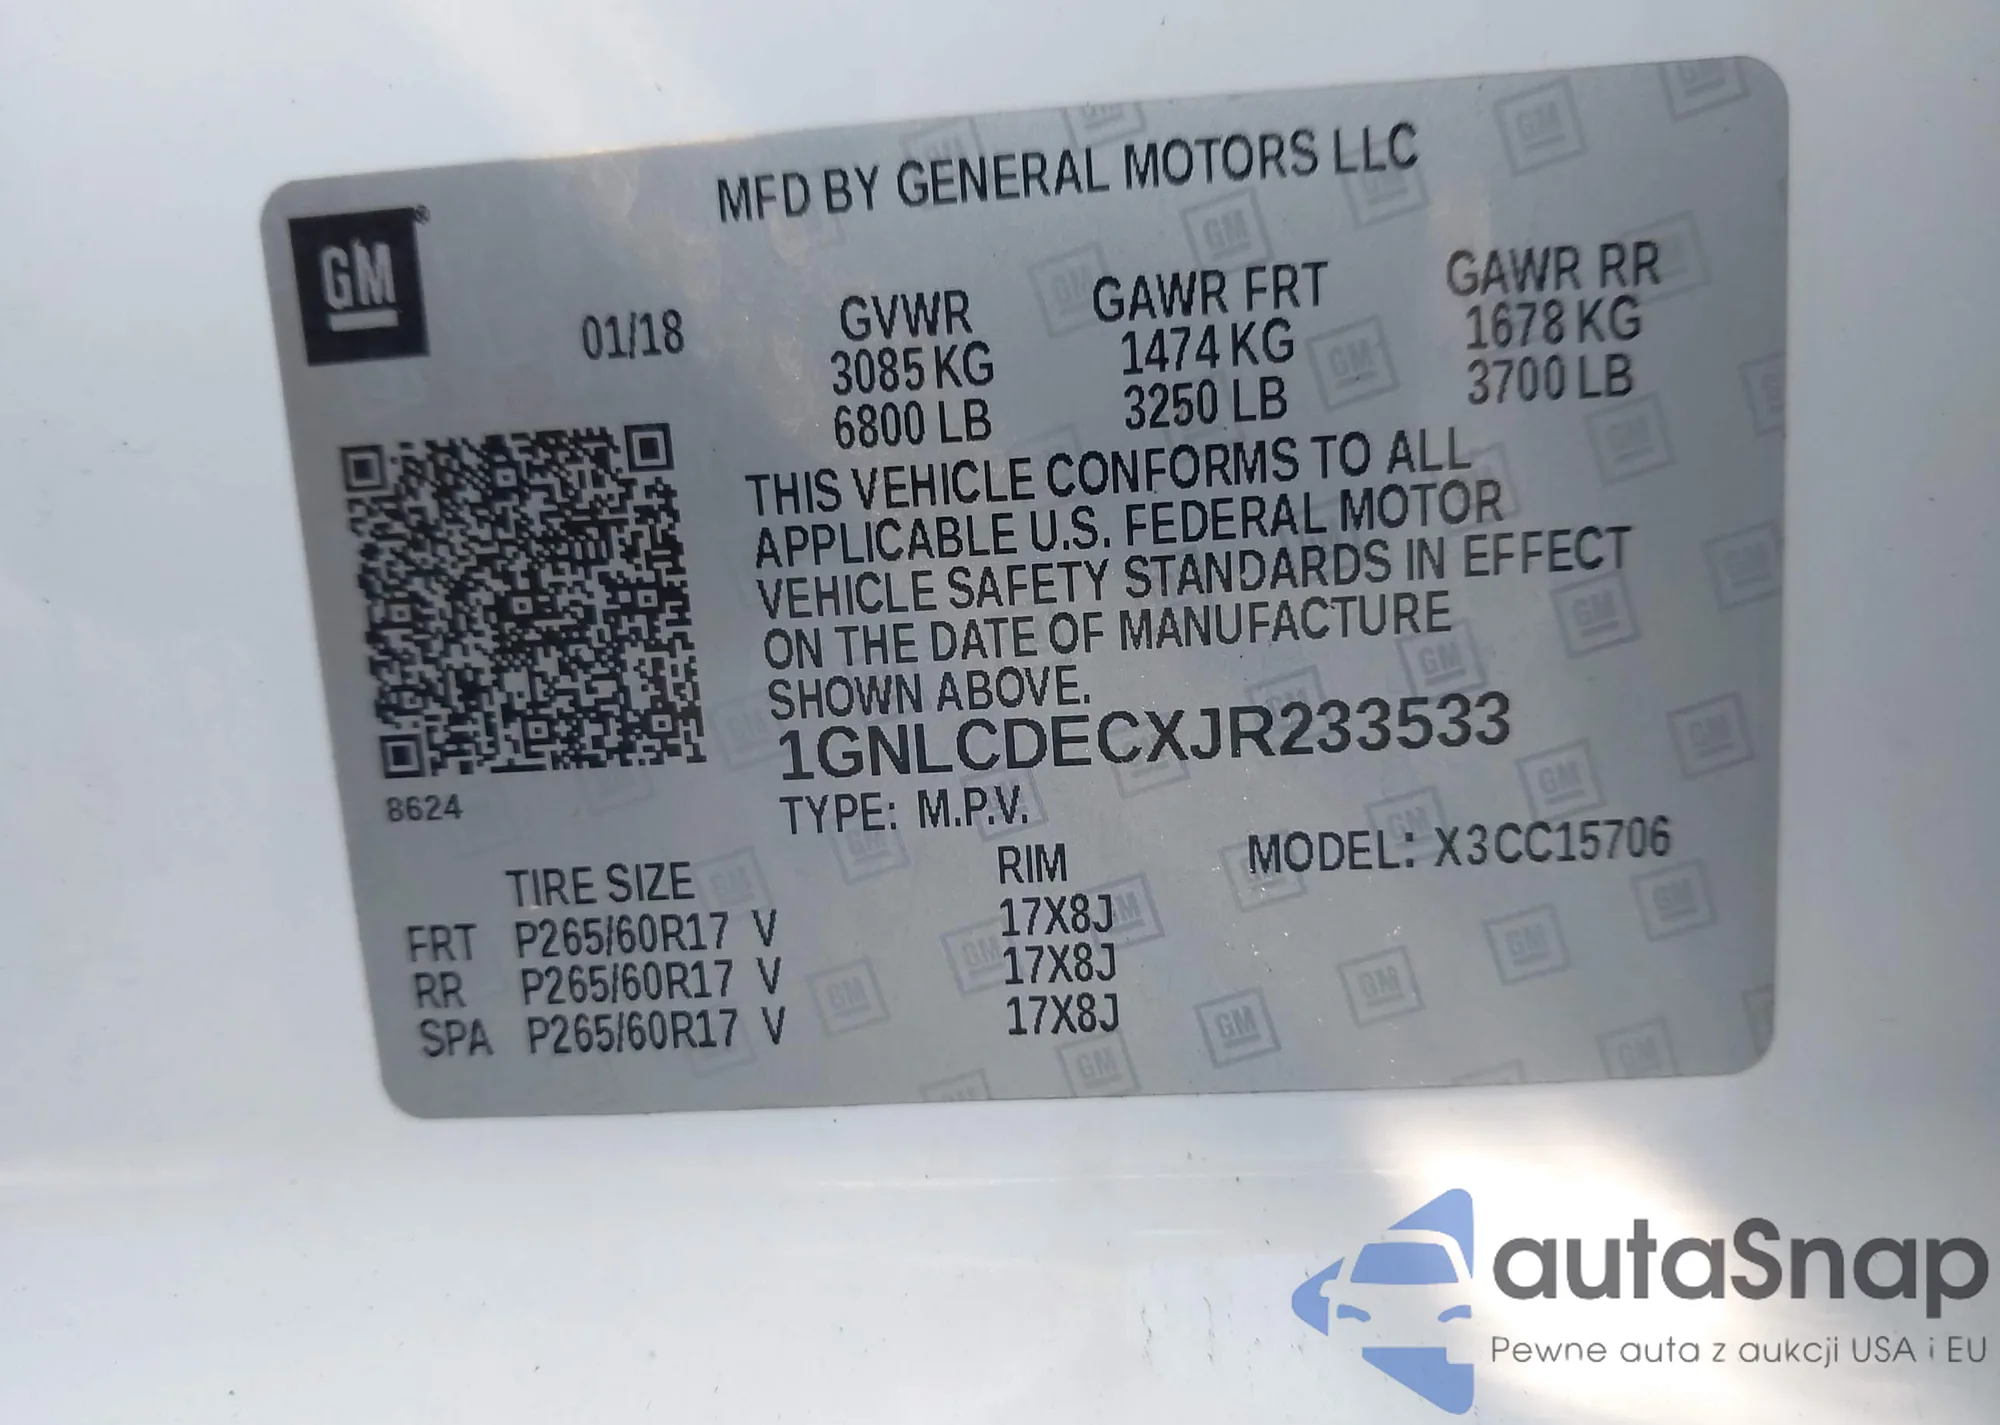 MFD BY GENERAL MOTORS LLC
GM®
01/18
GVWR
3085 KG
6800 LB
GAWR FRT
1474 KG
3250 LB
GAWR RR
1678 KG
3700 LB
THIS VEHICLE CONFORMS TO ALL
APPLICABLE U.S. FEDERAL MOTOR
VEHICLE SAFETY STANDARDS IN EFFECT
ON THE DATE OF MANUFACTURE
SHOWN ABOVE.
1GNLCDECXJR233533
8624
TYPE: M.P.V.
MODEL: X3CC15706
TIRE SIZE RIM
FRT P265/60R17 V 17X8J
RR P265/60R17 V 17X8J
SPA P265/60R17 V 17X8J
autaSnap
Pewne auta z aukcji USA i EU